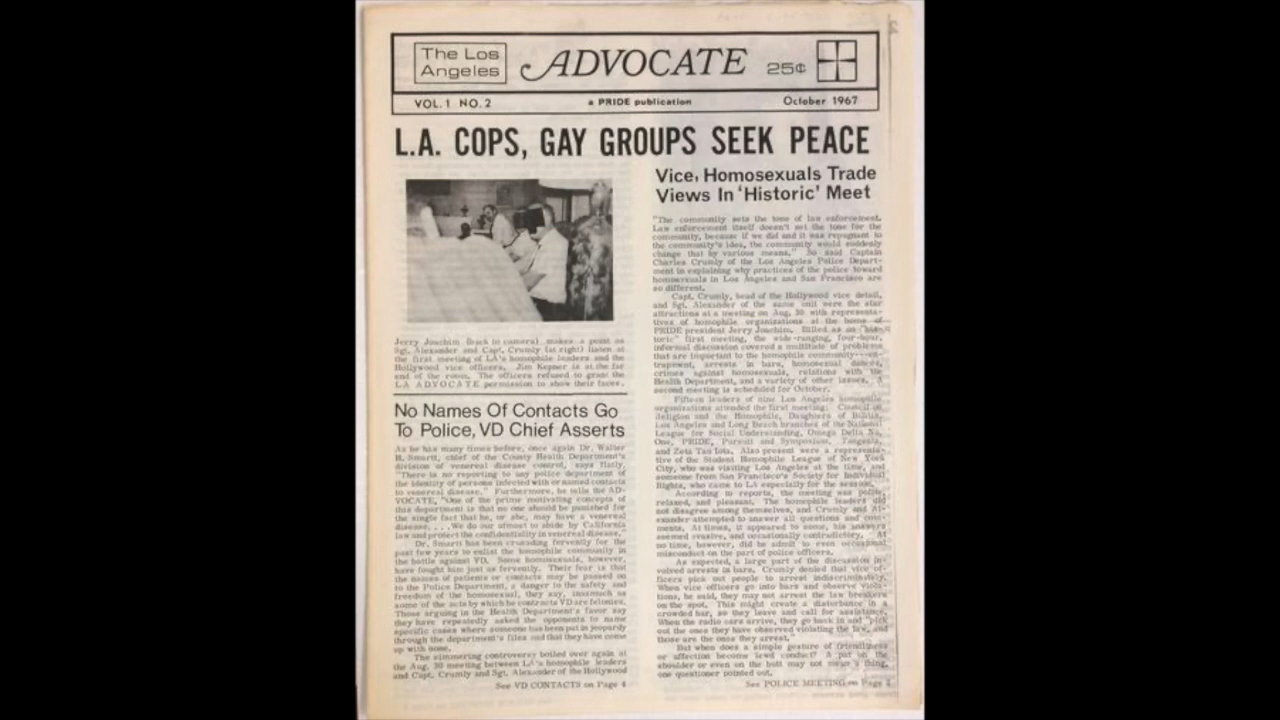 The Los
Angeles
ADVOCATE
25¢
VOL. 1 NO. 2
a PRIDE publication
October 1967
L.A. COPS, GAY GROUPS SEEK PEACE
Jerry Joachim (back to camera) makes a point as
Sgt. Alexander and Capt. Crumly (at right) listen at
the first meeting of LA's homophile leaders and the
Hollywood vice officers. Jim Kepner is at the far
end of the room. The officers refused to grant the
LA ADVOCATE permission to show their faces.
No Names Of Contacts Go
To Police, VD Chief Asserts
As he has many times before, once again Dr. Walter
H. Smartt, chief of the County Health Department's
division of venereal disease control, says flatly,
"There is no reporting to any police department of
the identity of persons infected with or named contacts
to venereal disease." Furthermore, he tells the AD-
VOCATE, "One of the prime motivating concepts of
this department is that no one should be punished for
the single fact that he, or she, may have a venereal
disease. . . . We do our utmost to abide by California
law and protect the confidentiality in venereal disease."
Dr. Smartt has been crusading fervently for the
past few years to enlist the homophile community in
the battle against VD. Some homosexuals, however,
have fought him just as fervently. Their fear is that
the names of patients or contacts may be passed on
to the Police Department, a danger to the safety and
freedom of the homosexual, they say, inasmuch as
some of the acts by which he contracts VD are felonies.
Those arguing in the Health Department's favor say
they have repeatedly asked the opponents to name
specific cases where someone has been put in jeopardy
through the department's files and that they have come
up with none.
The simmering controversy boiled over again at
the Aug. 30 meeting between LA's homophile leaders
and Capt. Crumly and Sgt. Alexander of the Hollywood
See VD CONTACTS on Page 4
Vice, Homosexuals Trade
Views In 'Historic' Meet
"The community sets the tone of law enforcement.
Law enforcement itself doesn't set the tone for the
community, because if we did and it was repugnant to
the community's idea, the community would suddenly
change that by various means." So said Captain
Charles Crumly of the Los Angeles Police Depart-
ment in explaining why practices of the police toward
homosexuals in Los Angeles and San Francisco are
so different.
Capt. Crumly, head of the Hollywood vice detail,
and Sgt. Alexander of the same unit were the star
attractions at a meeting on Aug. 30 with representa-
tives of homophile organizations at the home of
PRIDE president Jerry Joachim. Billed as an "his-
toric" first meeting, the wide-ranging, four-hour,
informal discussion covered a multitude of problems
that are important to the homophile community---en-
trapment, arrests in bars, homosexual dances,
crimes against homosexuals, relations with the
Health Department, and a variety of other issues. A
second meeting is scheduled for October.
Fifteen leaders of nine Los Angeles homophile
organizations attended the first meeting: Council on
Religion and the Homophile, Daughters of Bilitis,
Los Angeles and Long Beach branches of the National
League for Social Understanding, Omega Delta Nu,
One, PRIDE, Pursuit and Symposium, Tangents,
and Zeta Tau Iota. Also present were a representa-
tive of the Student Homophile League of New York
City, who was visiting Los Angeles at the time, and
someone from San Francisco's Society for Individual
Rights, who came to LA especially for the session.
According to reports, the meeting was polite,
relaxed, and pleasant. The homophile leaders did
not disagree among themselves, and Crumly and Al-
exander attempted to answer all questions and com-
ments. At times, it appeared to some, his answers
seemed evasive, and occasionally contradictory. At
no time, however, did he admit to even occasional
misconduct on the part of police officers.
As expected, a large part of the discussion in-
volved arrests in bars. Crumly denied that vice of-
ficers pick out people to arrest indiscriminately.
When vice officers go into bars and observe viola-
tions, he said, they may not arrest the law breakers
on the spot. This might create a disturbance in a
crowded bar, so they leave and call for assistance.
When the radio cars arrive, they go back in and "pick
out the ones they have observed violating the law, and
those are the ones they arrest."
But when does a simple gesture of friendliness
or affection become lewd conduct? A pat on the
shoulder or even on the butt may not mean a thing,
one questioner pointed out.
See POLICE MEETING on Page 2